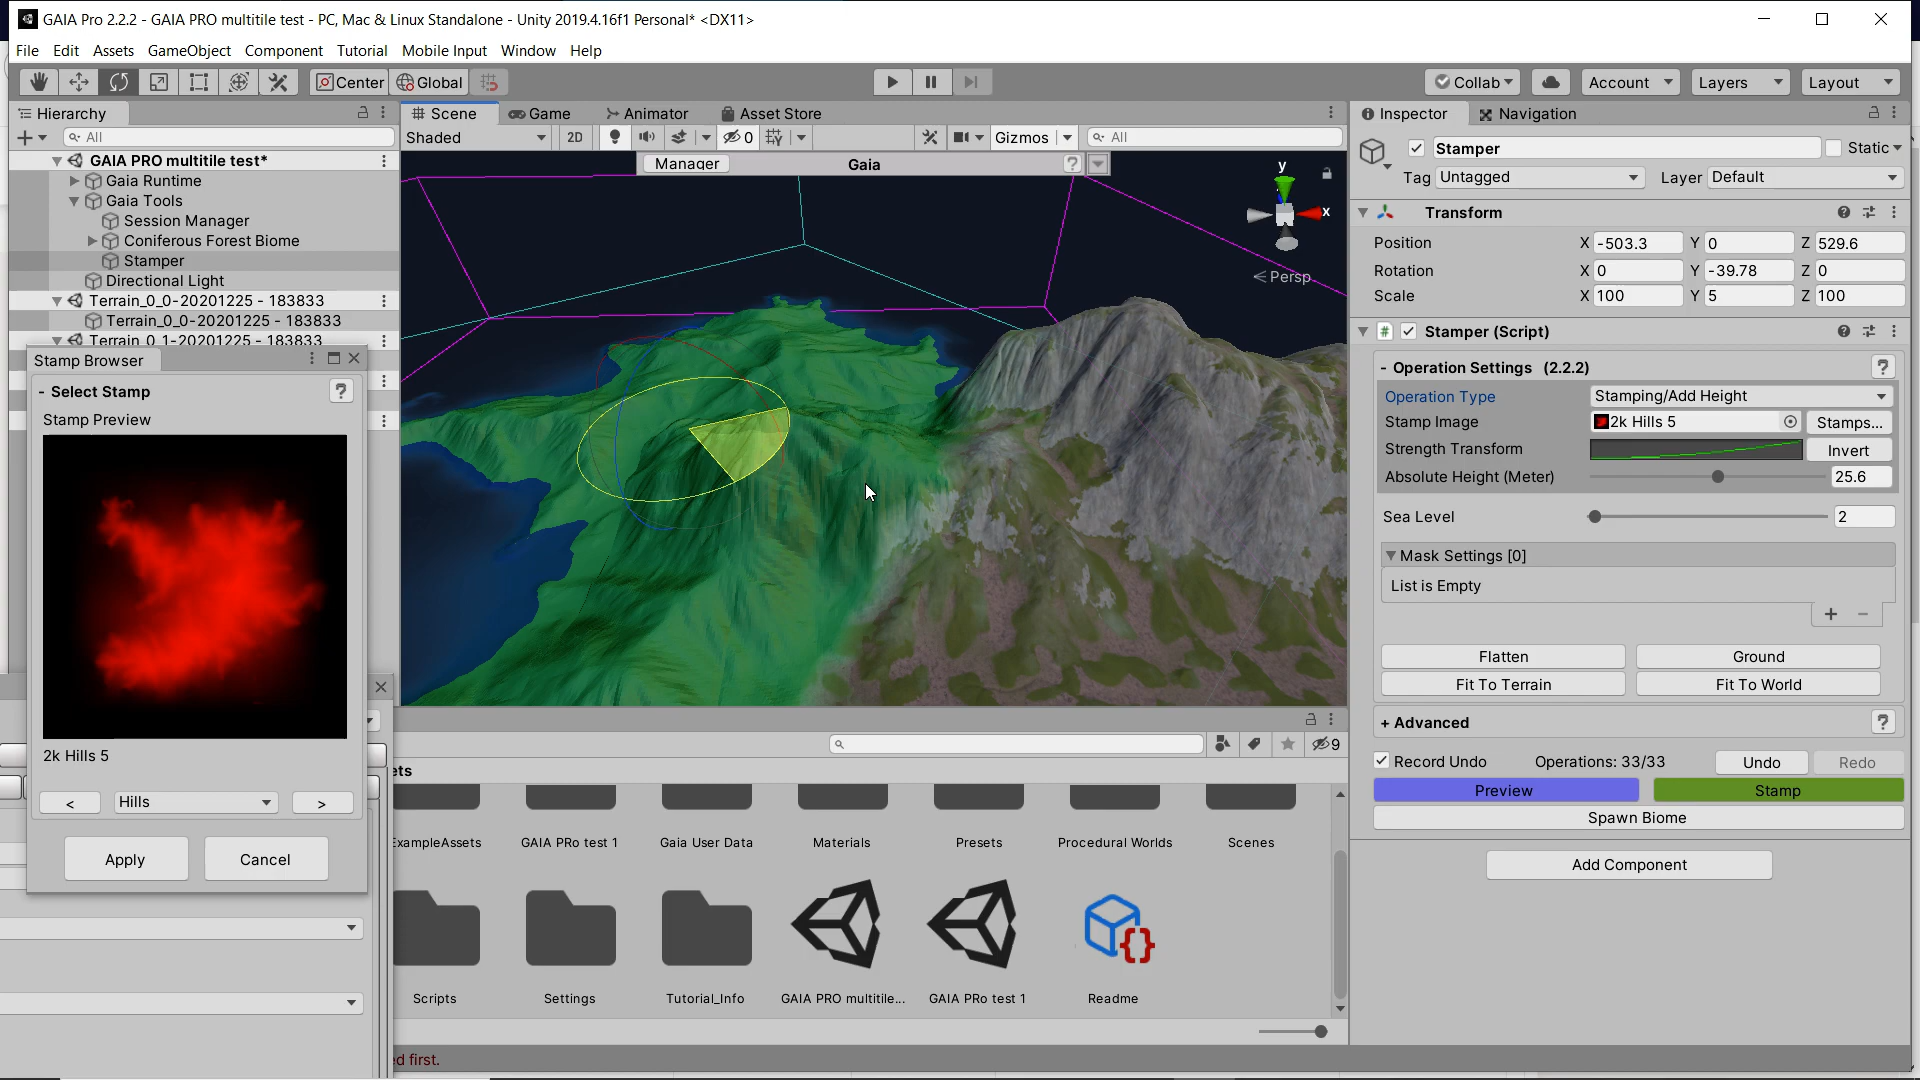 GAIA Pro 2.2.2 - GAIA PRO multitile test - PC, Mac & Linux Standalone - Unity 2019.4.16f1 Personal* <DX11>
File Edit Assets GameObject Component Tutorial Mobile Input Window Help
Center Global Collab Account Layers Layout
Hierarchy
All
GAIA PRO multitile test*
Gaia Runtime
Gaia Tools
Session Manager
Coniferous Forest Biome
Stamper
Directional Light
Terrain_0_0-20201225 - 183833
Terrain_0_0-20201225 - 183833
Terrain_0_1-20201225 - 183833
Stamp Browser
- Select Stamp ?
Stamp Preview
2k Hills 5
< Hills >
Apply Cancel
Scene Game Animator Asset Store
Shaded 2D 0 Gizmos All
Manager Gaia ?
y
x
< Persp
9
ets
ExampleAssets GAIA PRo test 1 Gaia User Data Materials Presets Procedural Worlds Scenes
Scripts Settings Tutorial_Info GAIA PRO multitile... GAIA PRo test 1 Readme
ed first.
Inspector Navigation
Stamper Static
Tag Untagged Layer Default
Transform
Position X -503.3 Y 0 Z 529.6
Rotation X 0 Y -39.78 Z 0
Scale X 100 Y 5 Z 100
# Stamper (Script)
- Operation Settings (2.2.2) ?
Operation Type Stamping/Add Height
Stamp Image 2k Hills 5 Stamps...
Strength Transform Invert
Absolute Height (Meter) 25.6
Sea Level 2
Mask Settings [0]
List is Empty
+ −
Flatten Ground
Fit To Terrain Fit To World
+ Advanced ?
Record Undo Operations: 33/33 Undo Redo
Preview Stamp
Spawn Biome
Add Component